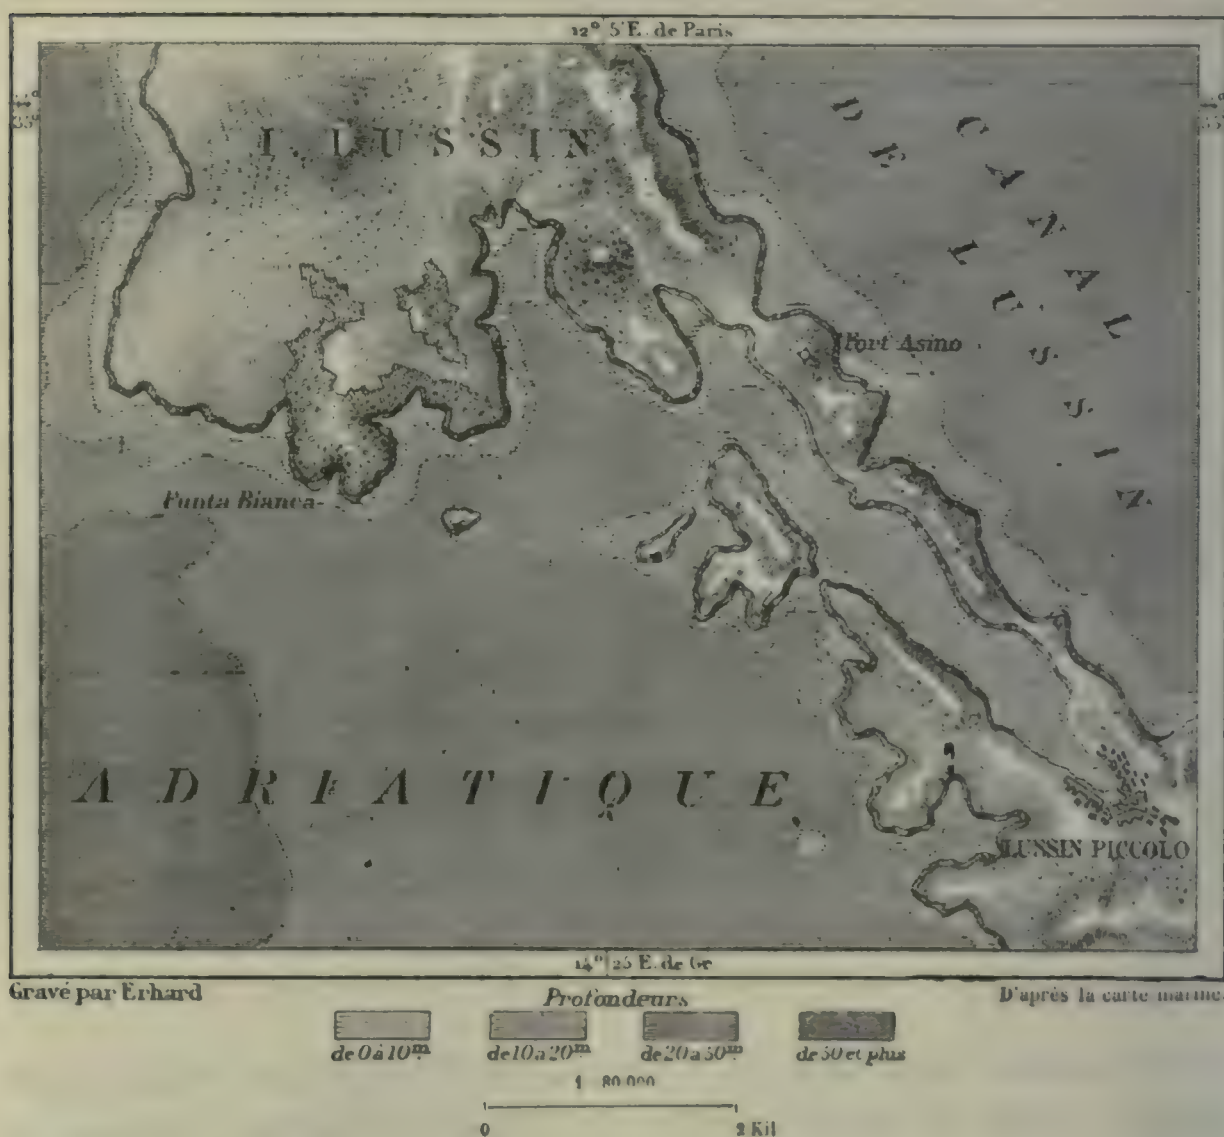 12° 5' E. de Paris
I. LUSSIN
CANAL
DE LUSSIN
Fort Asino
Punta Bianca
ADRIATIQUE
LUSSIN PICCOLO
14° 25 E. de Gr
Gravé par Erhard
Profondeurs
D'après la carte marine.
de 0 à 10m
de 10 à 20m
de 20 à 50m
de 50 et plus
1 80 000
0 2 Kil